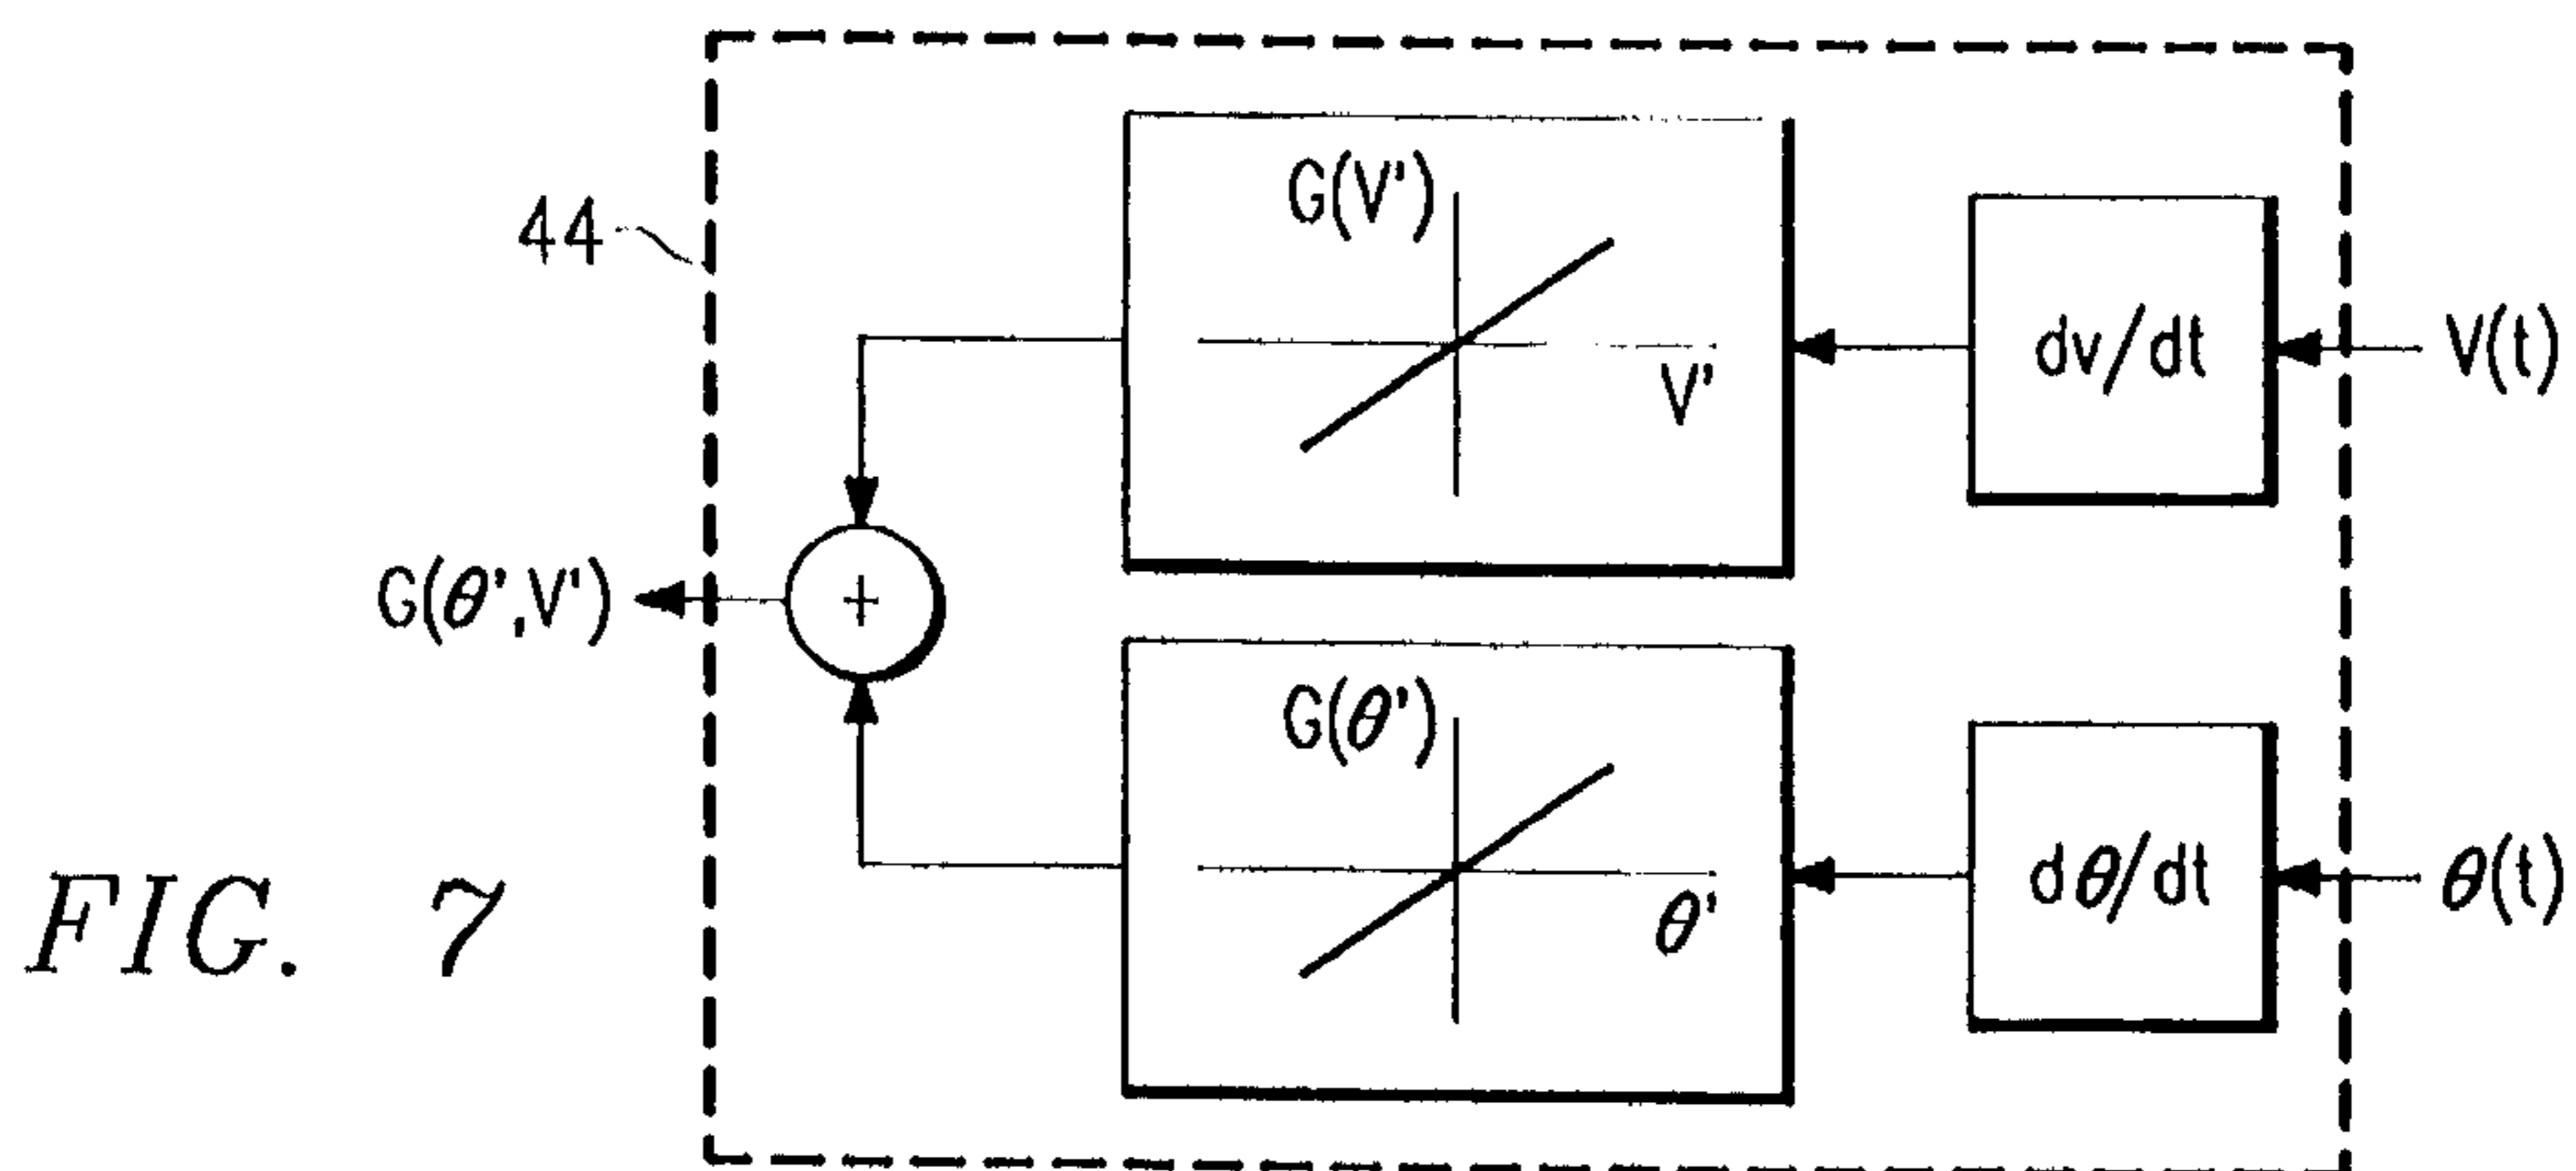 G(V')
44
V'
dv/dt
V(t)
G(θ',V')
+
G(θ')
θ'
dθ/dt
θ(t)
FIG. 7